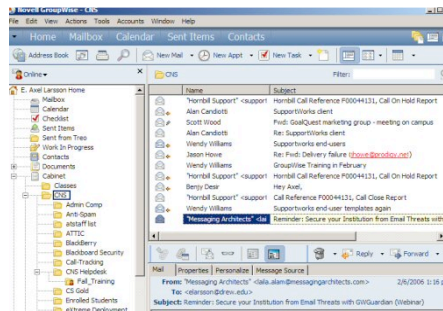 Novell GroupWise - CNS
File Edit View Actions Tools Accounts Window Help
Home Mailbox Calendar Sent Items Contacts
Address Book New Mail New Appt New Task
Online CNS Filter:
E. Axel Larsson Home
Mailbox
Calendar
Checklist
Sent Items
Sent from Treo
Work In Progress
Contacts
Documents
Cabinet
Classes
CNS
Admin Comp
Anti-Spam
atstaff list
ATTIC
BlackBerry
Blackboard Security
Call-Tracking
CNS Helpdesk
Fall_Training
CS Gold
Enrolled Students
eXtreme Deployment
Name Subject
"Hornbill Support" <support Hornbill Call Reference F0044131, Call On Hold Report
Alan Candiotti SupportWorks client
Scott Wood Fwd: GoalQuest marketing group - meeting on campus
Alan Candiotti Re: SupportWorks client
Wendy Williams Supportworks end-users
Jason Howe Re: Fwd: Delivery failure (jhowe@prodigy.net)
Wendy Williams GroupWise Training in February
"Hornbill Support" <support Hornbill Call Reference F0044131, Call On Hold Report
Benjy Desir Hey Axel,
"Hornbill Support" <support Call Reference F0044131, Call Close Report
Wendy Williams Supportworks end-user templates again
"Messaging Architects" <lai Reminder: Secure your Institution from Email Threats with
Reply Forward
Mail Properties Personalize Message Source
From: "Messaging Architects" <laila.alam@messagingarchitects.com> 2/6/2006 1:16 p
To: <elarsson@drew.edu>
Subject: Reminder: Secure your Institution from Email Threats with GWGuardian (Webinar)